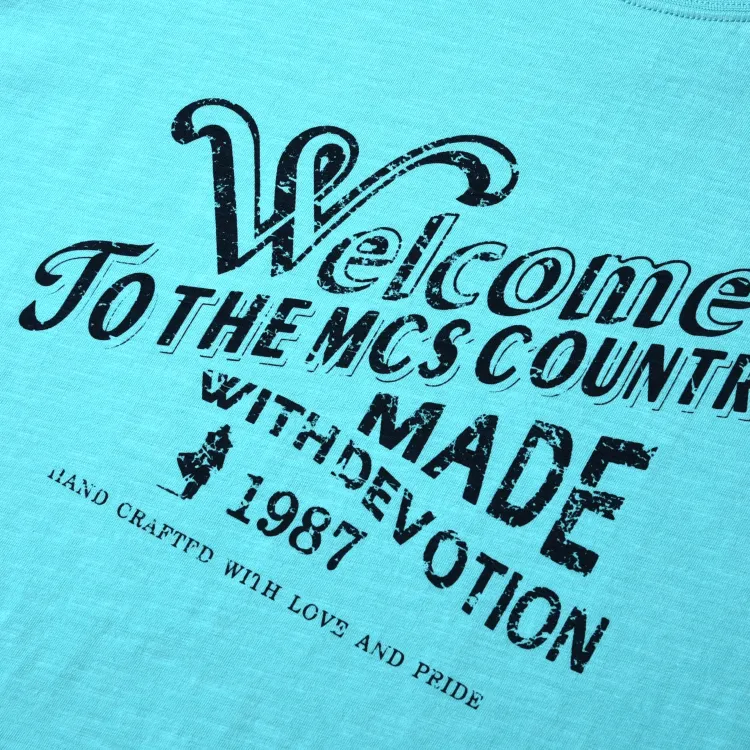 Welcome
TO THE MCS COUNTR
MADE
WITH DEVOTION
1987
HAND CRAFTED WITH LOVE AND PRIDE